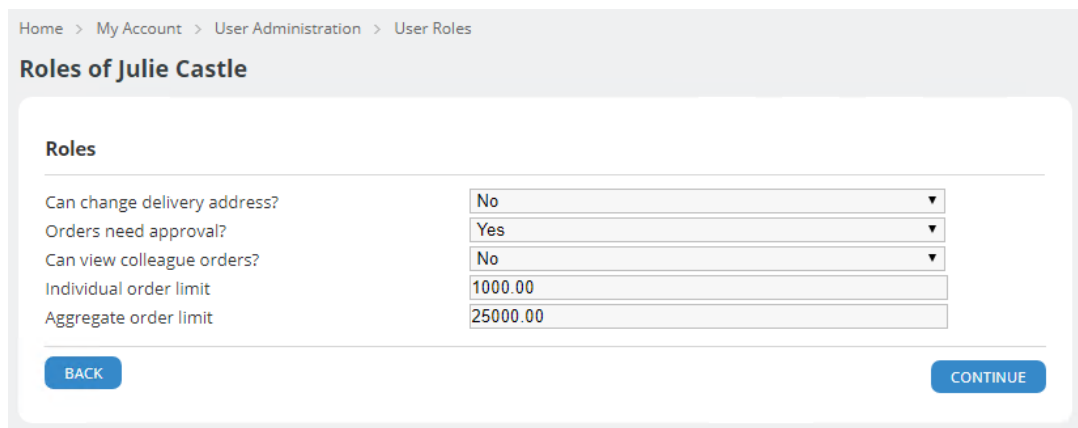 Home > My Account > User Administration > User Roles
Roles of Julie Castle
Roles
Can change delivery address? No
Orders need approval? Yes
Can view colleague orders? No
Individual order limit 1000.00
Aggregate order limit 25000.00
BACK CONTINUE